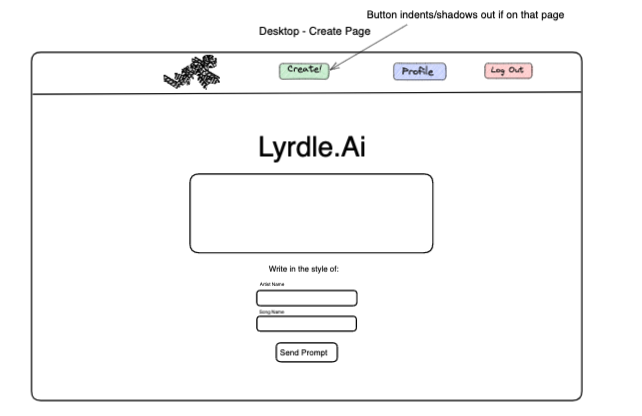 Button indents/shadows out if on that page
Desktop - Create Page
Create!
Profile
Log Out
Lyrdle.Ai
Write in the style of:
Artist Name
Song Name
Send Prompt